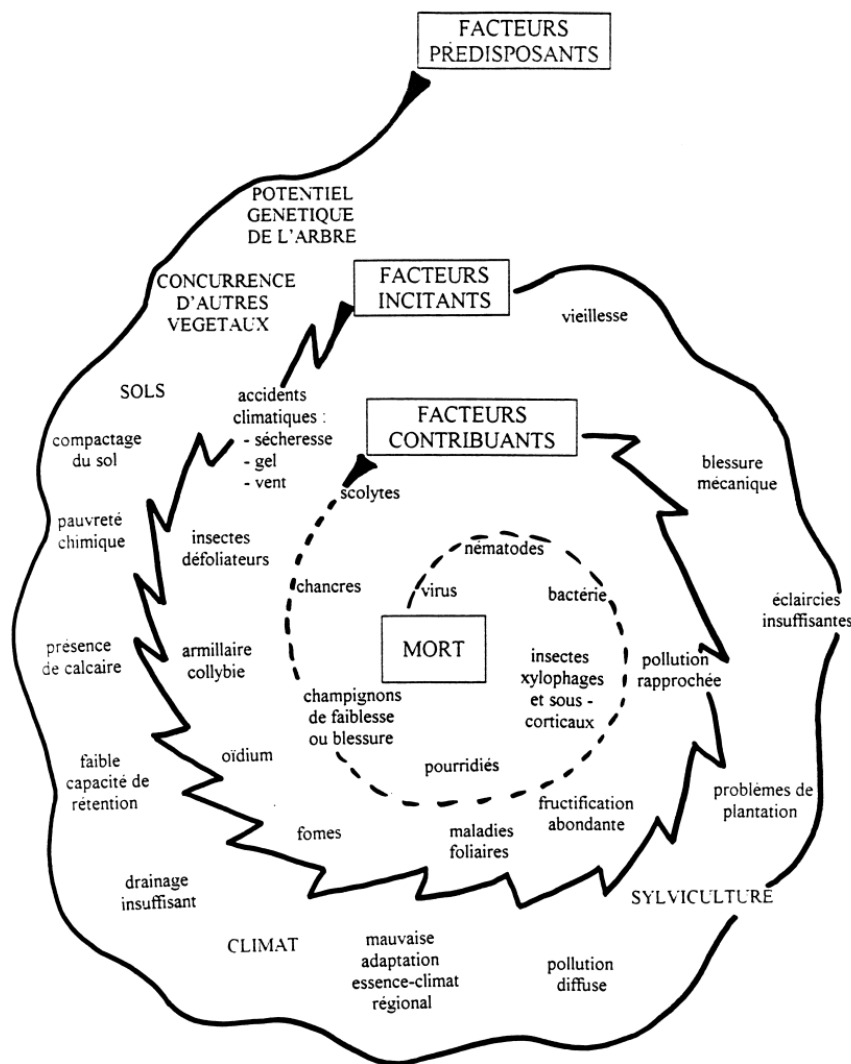 FACTEURS
PREDISPOSANTS
POTENTIEL
GENETIQUE
DE L'ARBRE
CONCURRENCE
D'AUTRES
VEGETAUX
FACTEURS
INCITANTS
vieillesse
SOLS
accidents
climatiques :
- sécheresse
- gel
- vent
FACTEURS
CONTRIBUANTS
compactage
du sol
blessure
mécanique
scolytes
pauvreté
chimique
insectes
défoliateurs
nématodes
chancres
virus
bactérie
éclaircies
insuffisantes
présence
de calcaire
armillaire
collybie
MORT
insectes
xylophages
et sous -
corticaux
pollution
rapprochée
champignons
de faiblesse
ou blessure
faible
capacité de
rétention
oïdium
pourridiés
fructification
abondante
problèmes de
plantation
fomes
maladies
foliaires
drainage
insuffisant
SYLVICULTURE
CLIMAT
mauvaise
adaptation
essence-climat
régional
pollution
diffuse